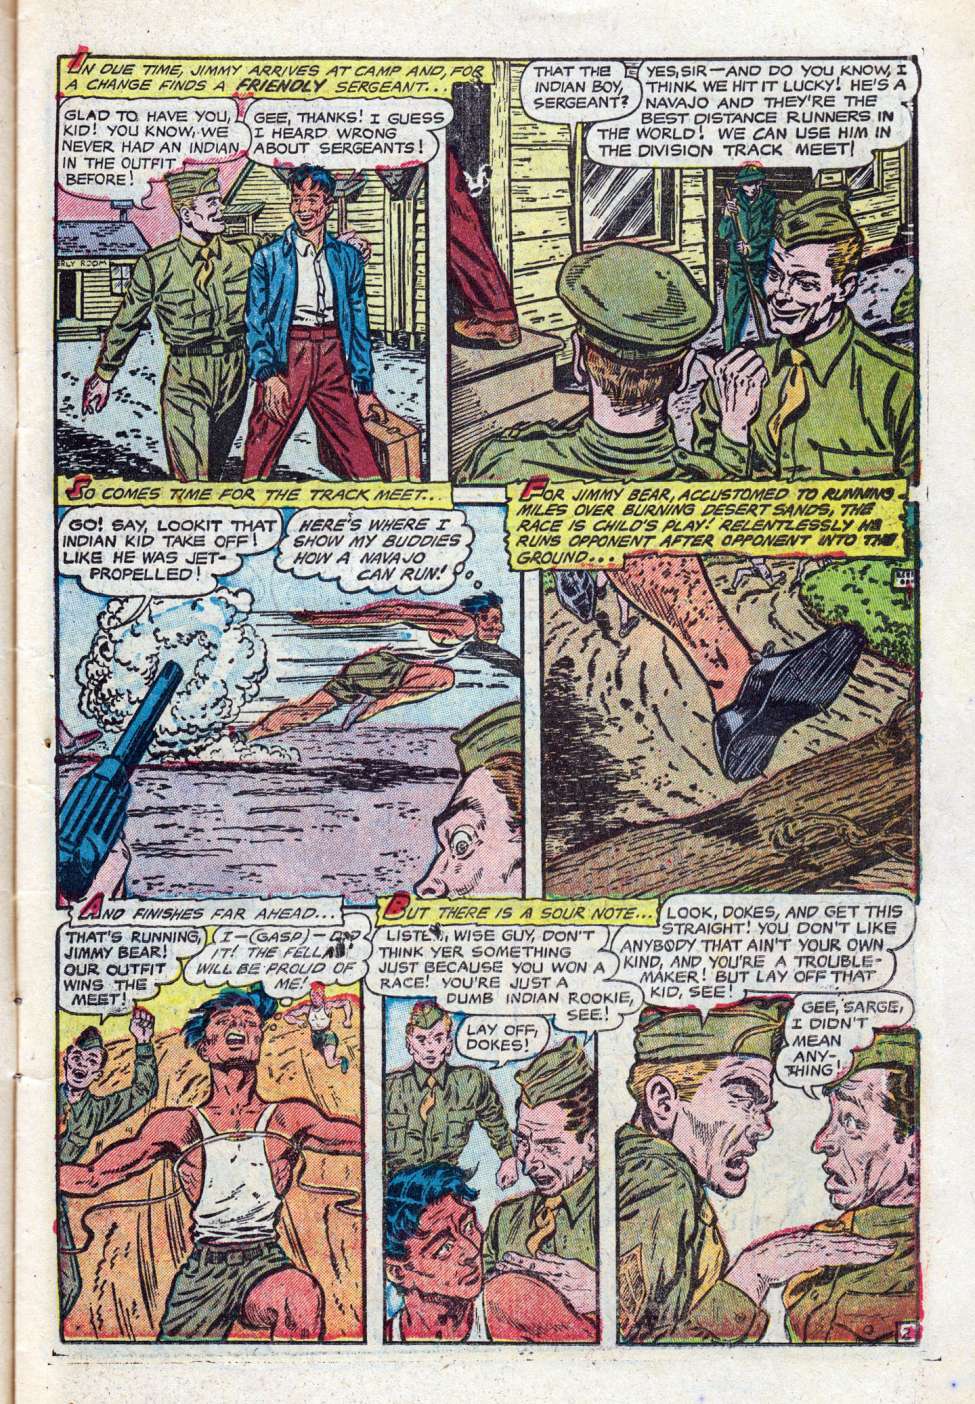 IN DUE TIME, JIMMY ARRIVES AT CAMP AND, FOR
A CHANGE FINDS A FRIENDLY SERGEANT...
GLAD TO HAVE YOU,
KID! YOU KNOW, WE
NEVER HAD AN INDIAN
IN THE OUTFIT
BEFORE!
GEE, THANKS! I GUESS
I HEARD WRONG
ABOUT SERGEANTS!
ERLY ROOM
THAT THE
INDIAN BOY,
SERGEANT?
YES, SIR—AND DO YOU KNOW, I
THINK WE HIT IT LUCKY! HE'S A
NAVAJO AND THEY'RE THE
BEST DISTANCE RUNNERS IN
THE WORLD! WE CAN USE HIM IN
THE DIVISION TRACK MEET!
SO COMES TIME FOR THE TRACK MEET...
GO! SAY, LOOKIT THAT
INDIAN KID TAKE OFF!
LIKE HE WAS JET-
PROPELLED!
HERE'S WHERE I
SHOW MY BUDDIES
HOW A NAVAJO
CAN RUN!
FOR JIMMY BEAR, ACCUSTOMED TO RUNNING
MILES OVER BURNING DESERT SANDS, THE
RACE IS CHILD'S PLAY! RELENTLESSLY HE
RUNS OPPONENT AFTER OPPONENT INTO THE
GROUND...
AND FINISHES FAR AHEAD...
THAT'S RUNNING,
JIMMY BEAR!
OUR OUTFIT
WINS THE
MEET!
I—(GASP)—DID
IT! THE FELLAS
WILL BE PROUD OF
ME!
BUT THERE IS A SOUR NOTE...
LISTEN, WISE GUY, DON'T
THINK YER SOMETHING
JUST BECAUSE YOU WON A
RACE! YOU'RE JUST A
DUMB INDIAN ROOKIE,
SEE!
LAY OFF,
DOKES!
LOOK, DOKES, AND GET THIS
STRAIGHT! YOU DON'T LIKE
ANYBODY THAT AIN'T YOUR OWN
KIND, AND YOU'RE A TROUBLE-
MAKER! BUT LAY OFF THAT
KID, SEE!
GEE, SARGE,
I DIDN'T
MEAN
ANY-
THING!
2